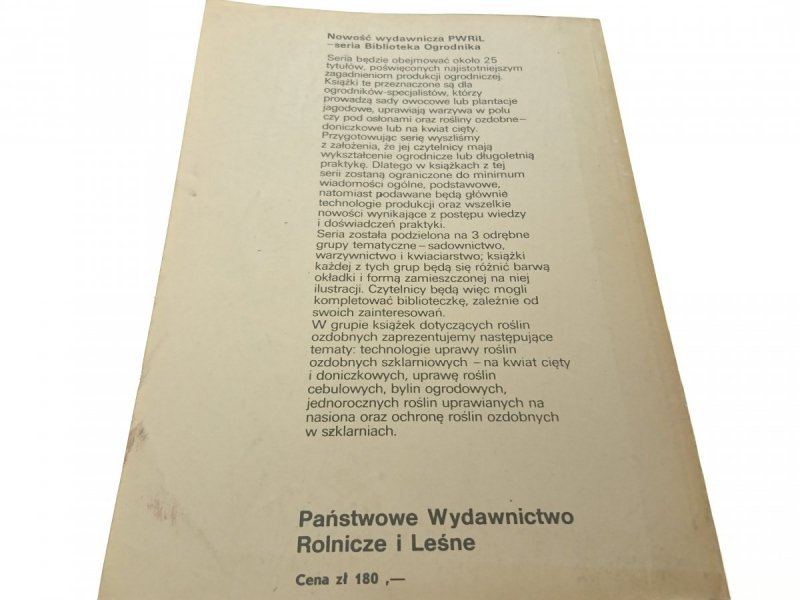 Nowość wydawnicza PWRiL
–seria Biblioteka Ogrodnika
Seria będzie obejmować około 25
tytułów, poświęconych najistotniejszym
zagadnieniom produkcji ogrodniczej.
Książki te przeznaczone są dla
ogrodników-specjalistów, którzy
prowadzą sady owocowe lub plantacje
jagodowe, uprawiają warzywa w polu
czy pod osłonami oraz rośliny ozdobne–
doniczkowe lub na kwiat cięty.
Przygotowując serię wyszliśmy
z założenia, że jej czytelnicy mają
wykształcenie ogrodnicze lub długoletnią
praktykę. Dlatego w książkach z tej
serii zostaną ograniczone do minimum
wiadomości ogólne, podstawowe,
natomiast podawane będą głównie
technologie produkcji oraz wszelkie
nowości wynikające z postępu wiedzy
i doświadczeń praktyki.
Seria została podzielona na 3 odrębne
grupy tematyczne – sadownictwo,
warzywnictwo i kwiaciarstwo; książki
każdej z tych grup będą się różnić barwą
okładki i formą zamieszczonej na niej
ilustracji. Czytelnicy będą więc mogli
kompletować biblioteczkę, zależnie od
swoich zainteresowań.
W grupie książek dotyczących roślin
ozdobnych zaprezentujemy następujące
tematy: technologie uprawy roślin
ozdobnych szklarniowych – na kwiat cięty
i doniczkowych, uprawę roślin
cebulowych, bylin ogrodowych,
jednorocznych roślin uprawianych na
nasiona oraz ochronę roślin ozdobnych
w szklarniach.
Państwowe Wydawnictwo
Rolnicze i Leśne
Cena zł 180 ,—